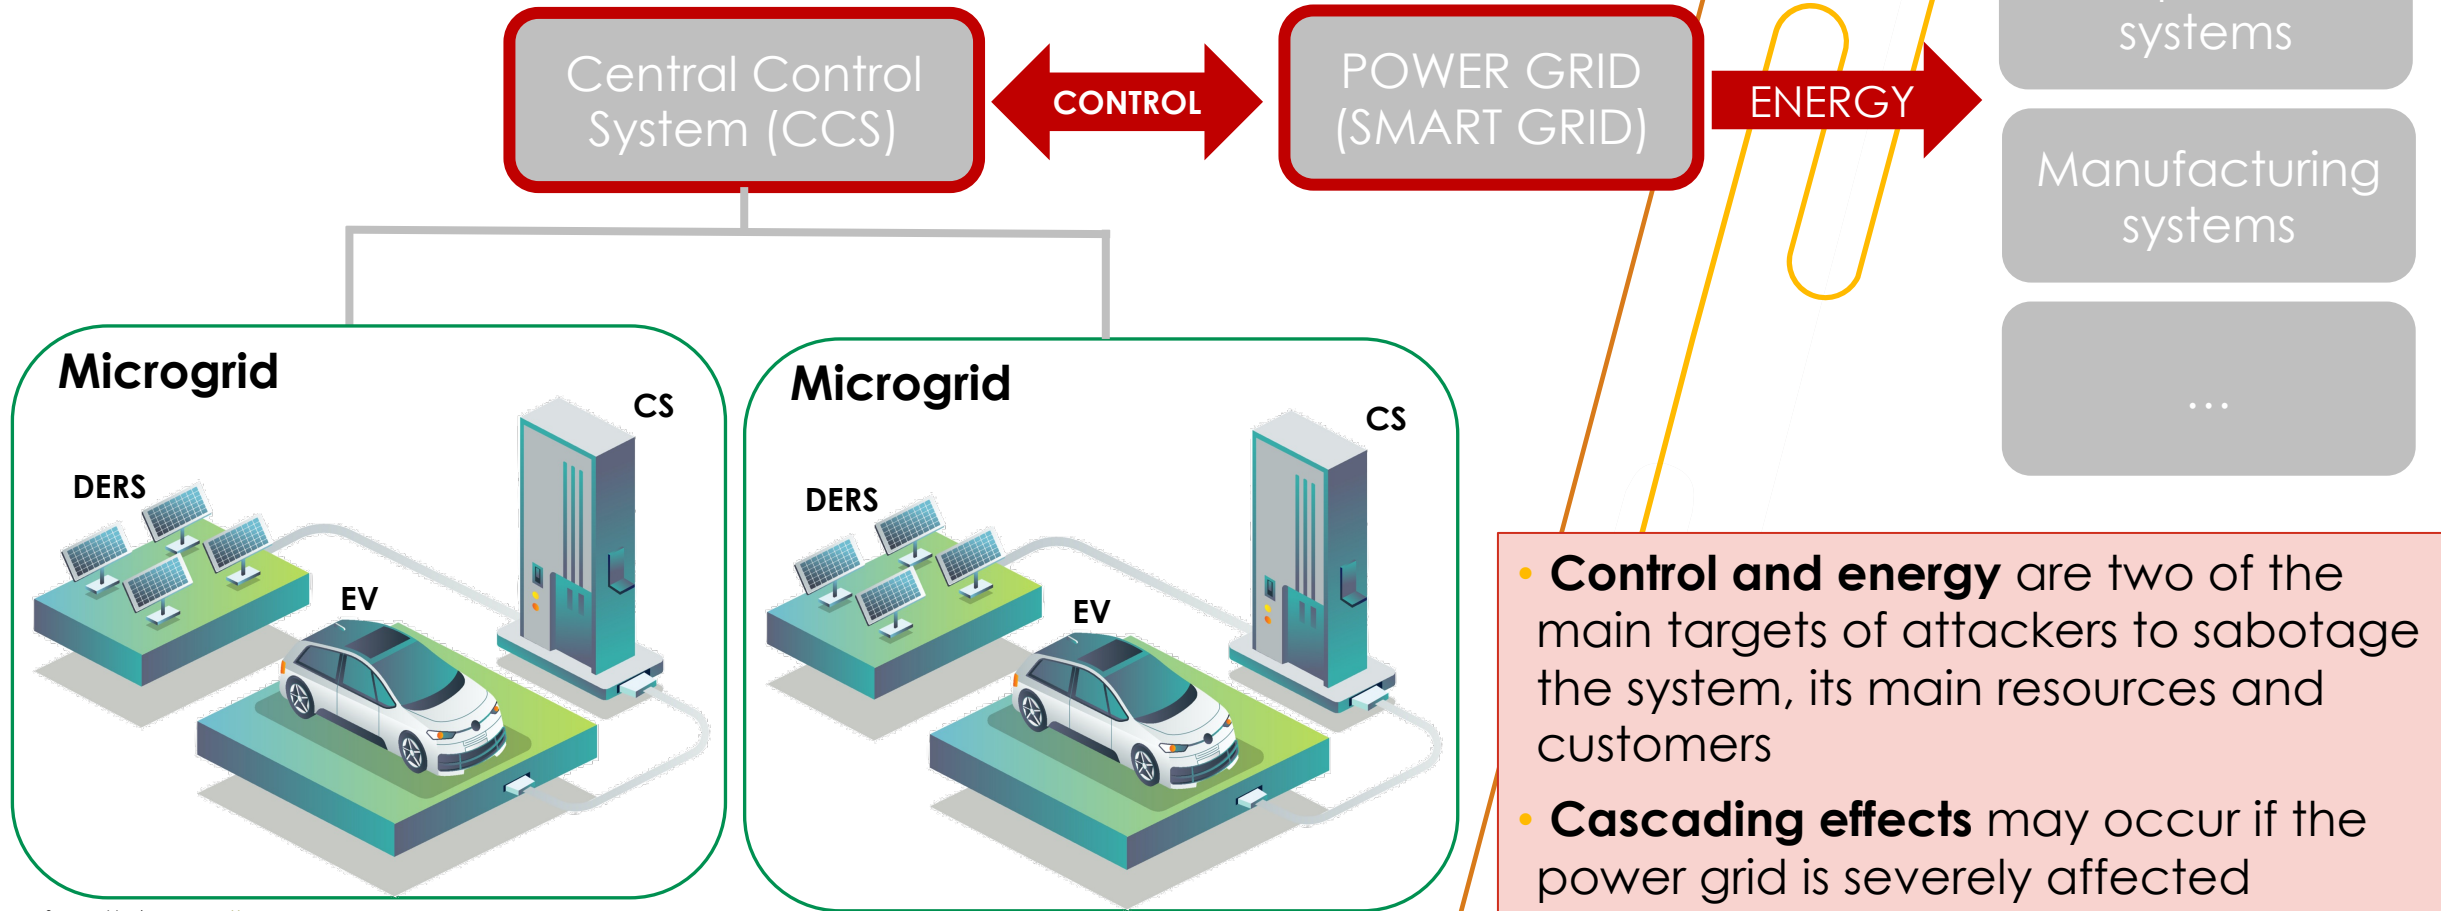 Central Control
System (CCS)
CONTROL
POWER GRID
(SMART GRID)
ENERGY
systems
Manufacturing
systems
...
Microgrid
CS
DERS
EV
Microgrid
CS
DERS
EV
• Control and energy are two of the
main targets of attackers to sabotage
the system, its main resources and
customers
• Cascading effects may occur if the
power grid is severely affected